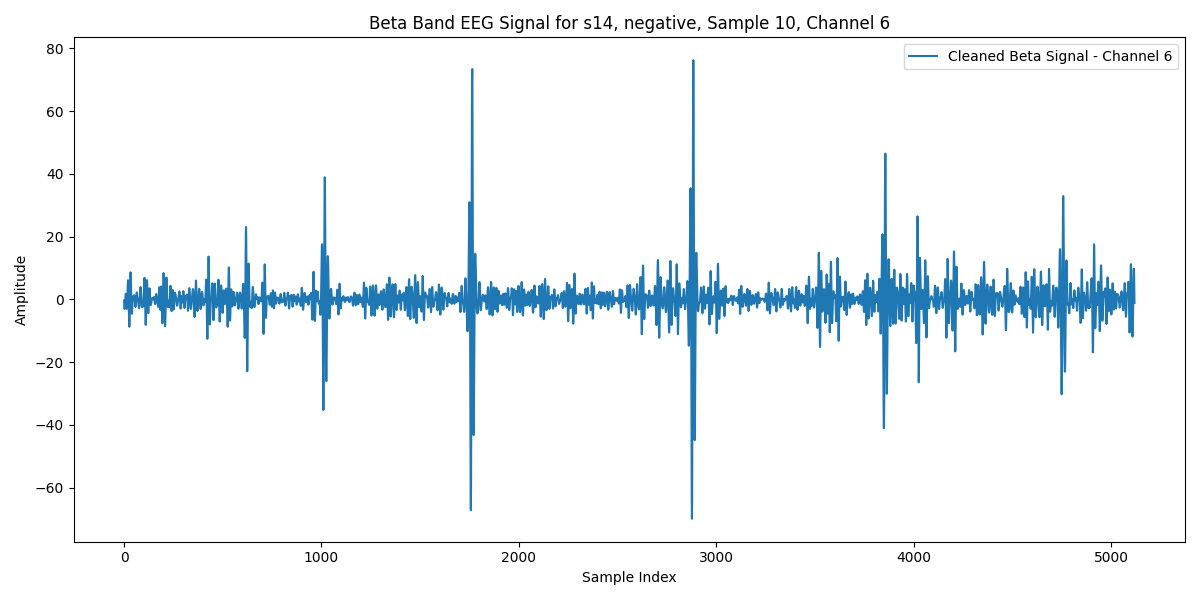 Beta Band EEG Signal for s14, negative, Sample 10, Channel 6
Cleaned Beta Signal - Channel 6
80
60
40
20
0
−20
−40
−60
Amplitude
0 1000 2000 3000 4000 5000
Sample Index